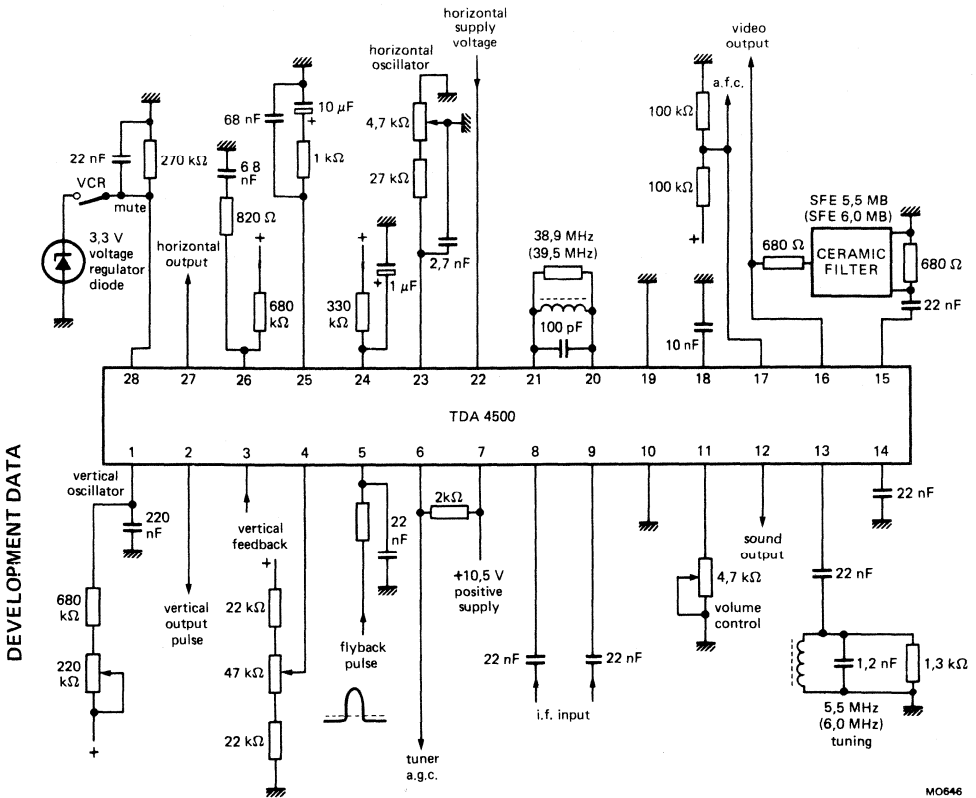 horizontal
supply
voltage
video
output
horizontal
oscillator
a.f.c.
22 nF
270 kΩ
VCR
mute
3,3 V
voltage
regulator
diode
horizontal
output
6 8
nF
820 Ω
680
kΩ
68 nF
10 µF
+
1 kΩ
+
330
kΩ
+
+
1 µF
4,7 kΩ
27 kΩ
2,7 nF
38,9 MHz
(39,5 MHz)
100 pF
100 kΩ
100 kΩ
+
10 nF
680 Ω
SFE 5,5 MB
(SFE 6,0 MB)
CERAMIC
FILTER
680 Ω
22 nF
28 27 26 25 24 23 22 21 20 19 18 17 16 15
TDA 4500
1 2 3 4 5 6 7 8 9 10 11 12 13 14
DEVELOPMENT DATA
vertical
oscillator
220
nF
680
kΩ
220
kΩ
+
vertical
output
pulse
vertical
feedback
+
22 kΩ
47 kΩ
22 kΩ
22
nF
flyback
pulse
2kΩ
+10,5 V
positive
supply
tuner
a.g.c.
22 nF
22 nF
i.f. input
4,7 kΩ
volume
control
sound
output
22 nF
22 nF
1,2 nF
1,3 kΩ
5,5 MHz
(6,0 MHz)
tuning
MO646